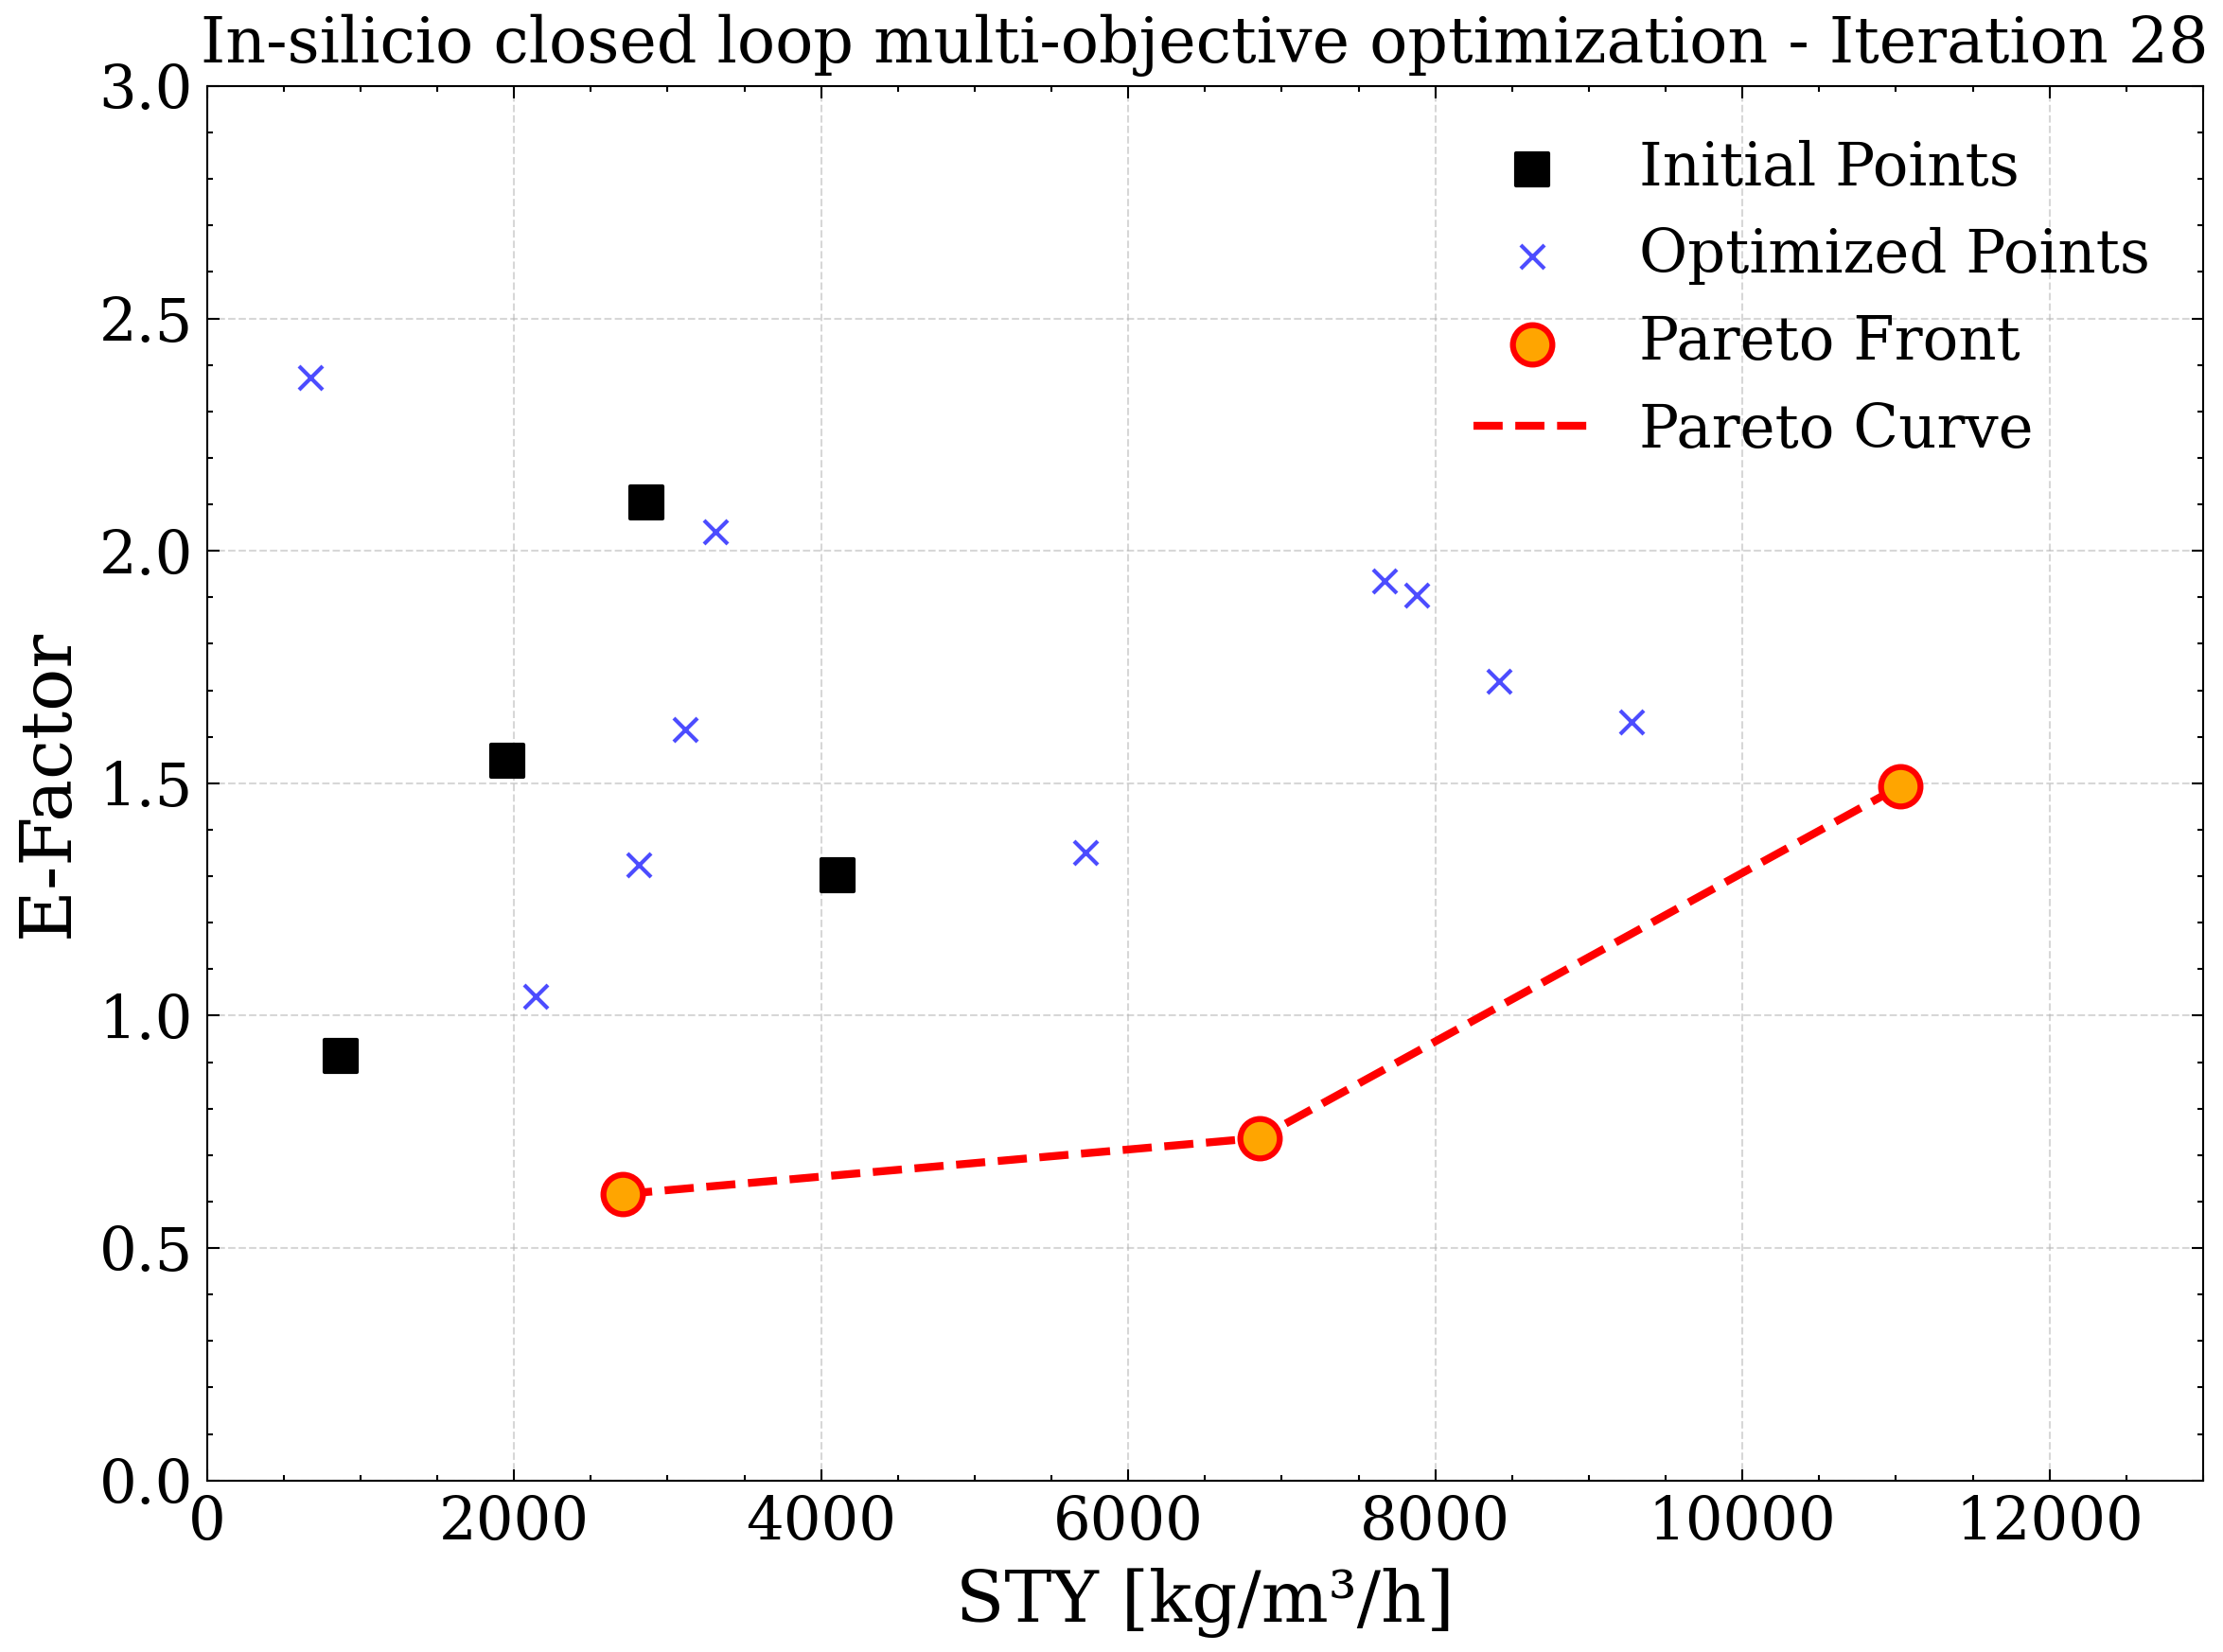 In-silicio closed loop multi-objective optimization - Iteration 28
3.0
2.5
2.0
1.5
1.0
0.5
0.0
E-Factor
Initial Points
Optimized Points
Pareto Front
Pareto Curve
0 2000 4000 6000 8000 10000 12000
STY [kg/m³/h]